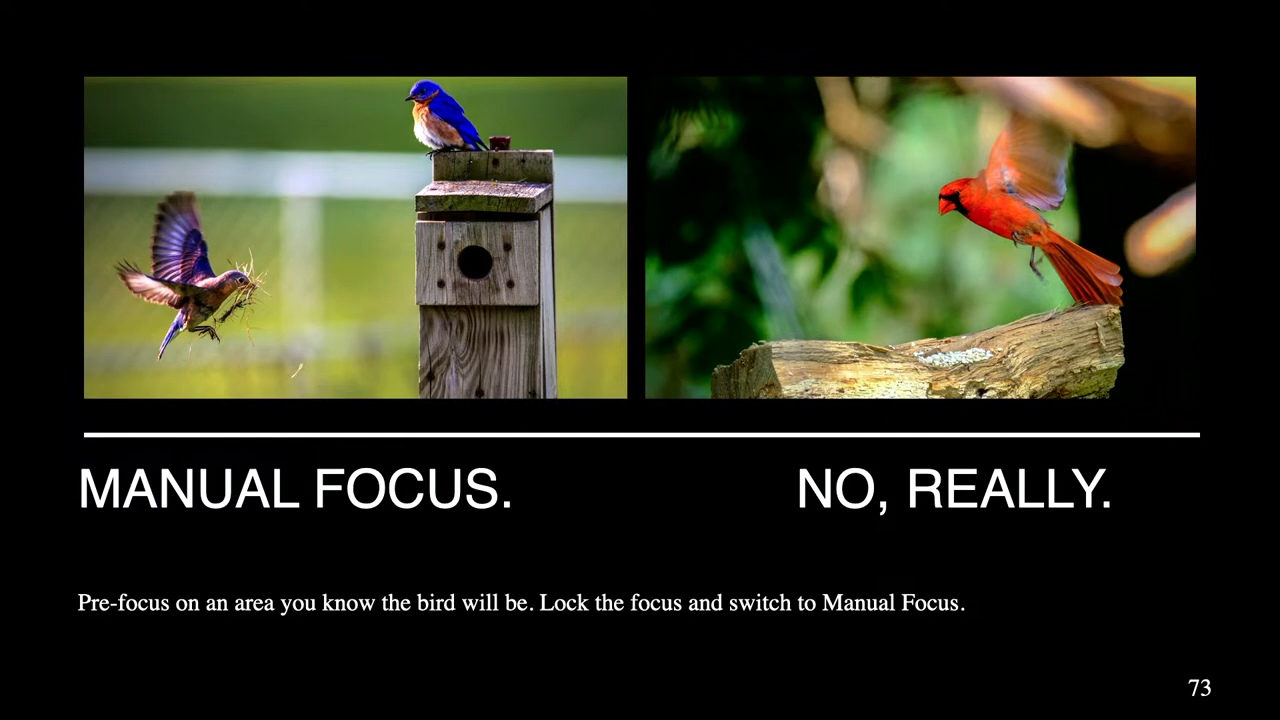 MANUAL FOCUS.
NO, REALLY.
Pre-focus on an area you know the bird will be. Lock the focus and switch to Manual Focus.
73